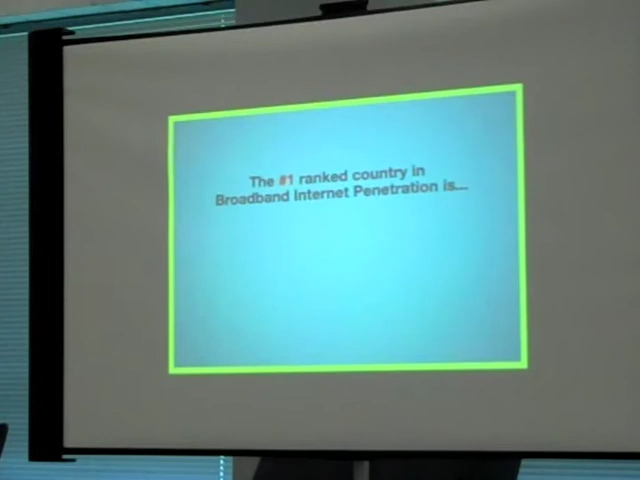 The #1 ranked country in
Broadband Internet Penetration is...